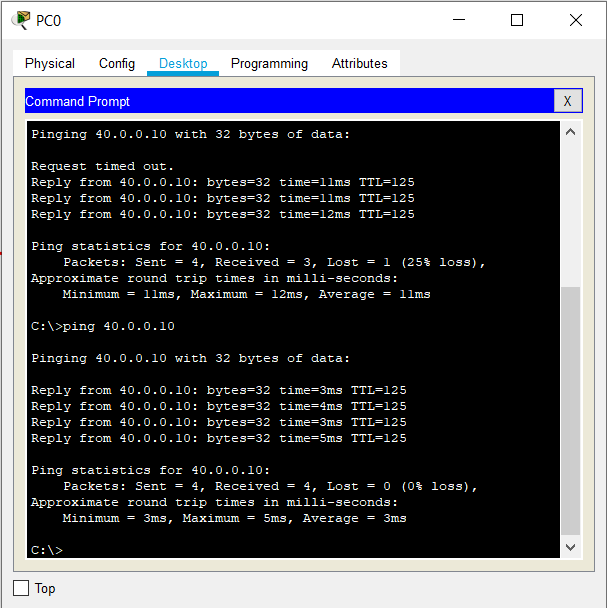 PC0
Physical Config Desktop Programming Attributes
Command Prompt X
Pinging 40.0.0.10 with 32 bytes of data:
Request timed out.
Reply from 40.0.0.10: bytes=32 time=11ms TTL=125
Reply from 40.0.0.10: bytes=32 time=11ms TTL=125
Reply from 40.0.0.10: bytes=32 time=12ms TTL=125
Ping statistics for 40.0.0.10:
Packets: Sent = 4, Received = 3, Lost = 1 (25% loss),
Approximate round trip times in milli-seconds:
Minimum = 11ms, Maximum = 12ms, Average = 11ms
C:\>ping 40.0.0.10
Pinging 40.0.0.10 with 32 bytes of data:
Reply from 40.0.0.10: bytes=32 time=3ms TTL=125
Reply from 40.0.0.10: bytes=32 time=4ms TTL=125
Reply from 40.0.0.10: bytes=32 time=3ms TTL=125
Reply from 40.0.0.10: bytes=32 time=5ms TTL=125
Ping statistics for 40.0.0.10:
Packets: Sent = 4, Received = 4, Lost = 0 (0% loss),
Approximate round trip times in milli-seconds:
Minimum = 3ms, Maximum = 5ms, Average = 3ms
C:\>
Top